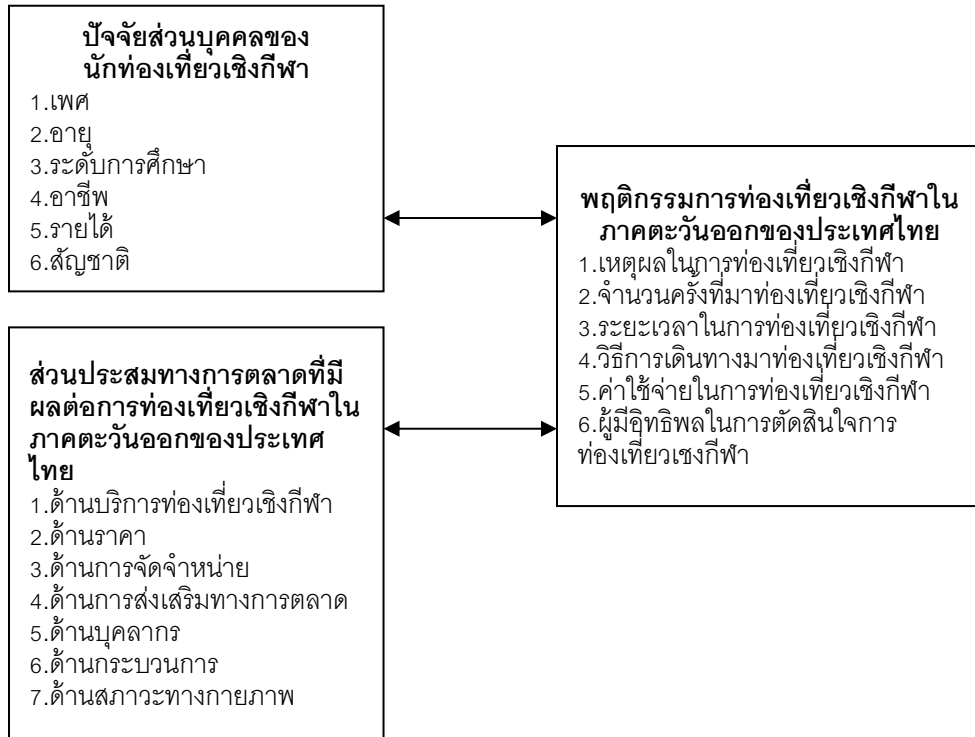 ปัจจัยส่วนบุคคลของ
นักท่องเที่ยวเชิงกีฬา
1.เพศ
2.อายุ
3.ระดับการศึกษา
4.อาชีพ
5.รายได้
6.สัญชาติ
ส่วนประสมทางการตลาดที่มี
ผลต่อการท่องเที่ยวเชิงกีฬาใน
ภาคตะวันออกของประเทศ
ไทย
1.ด้านบริการท่องเที่ยวเชิงกีฬา
2.ด้านราคา
3.ด้านการจัดจำหน่าย
4.ด้านการส่งเสริมทางการตลาด
5.ด้านบุคลากร
6.ด้านกระบวนการ
7.ด้านสภาวะทางกายภาพ
พฤติกรรมการท่องเที่ยวเชิงกีฬาใน
ภาคตะวันออกของประเทศไทย
1.เหตุผลในการท่องเที่ยวเชิงกีฬา
2.จำนวนครั้งที่มาท่องเที่ยวเชิงกีฬา
3.ระยะเวลาในการท่องเที่ยวเชิงกีฬา
4.วิธีการเดินทางมาท่องเที่ยวเชิงกีฬา
5.ค่าใช้จ่ายในการท่องเที่ยวเชิงกีฬา
6.ผู้มีอิทธิพลในการตัดสินใจการ
ท่องเที่ยวเชงกีฬา